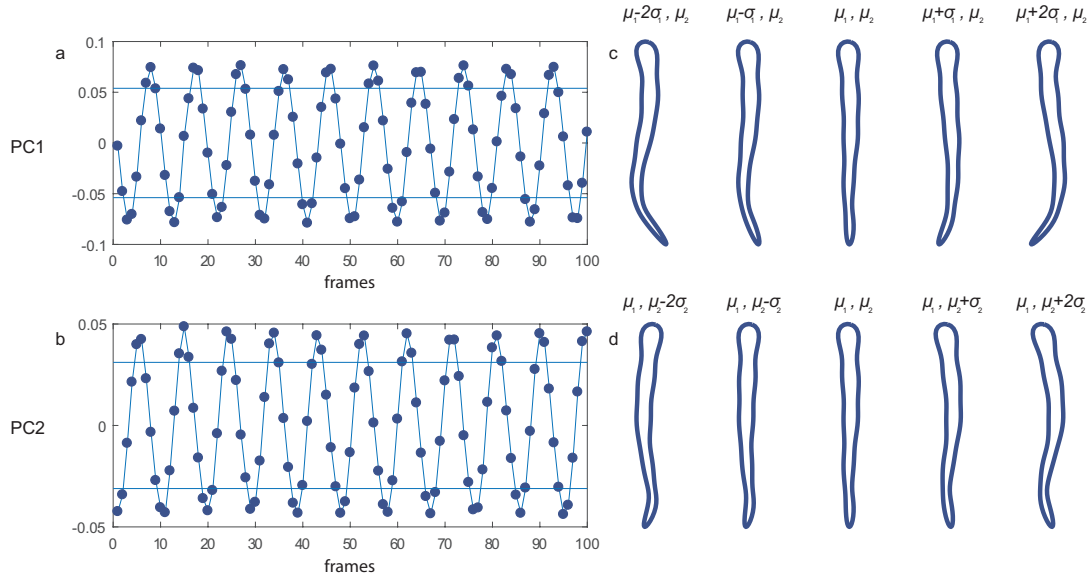 a
0.1
0.05
0
-0.05
-0.1
PC1
0 10 20 30 40 50 60 70 80 90 100
frames
c
μ₁-2σ₁ , μ₂ μ₁-σ₁ , μ₂ μ₁ , μ₂ μ₁+σ₁ , μ₂ μ₁+2σ₁ , μ₂
b
0.05
0
-0.05
PC2
0 10 20 30 40 50 60 70 80 90 100
frames
d
μ₁ , μ₂-2σ₂ μ₁ , μ₂-σ₂ μ₁ , μ₂ μ₁ , μ₂+σ₂ μ₁ , μ₂+2σ₂